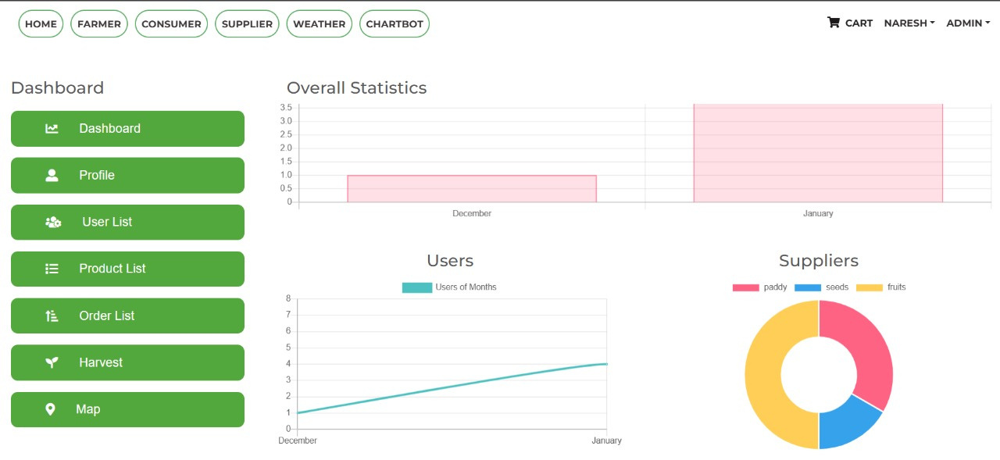 HOME FARMER CONSUMER SUPPLIER WEATHER CHARTBOT CART NARESH ADMIN
Dashboard
Dashboard
Profile
User List
Product List
Order List
Harvest
Map
Overall Statistics
3.5
3.0
2.5
2.0
1.5
1.0
0.5
0
December January
Users
Users of Months
8
7
6
5
4
3
2
1
0
December January
Suppliers
paddy seeds fruits